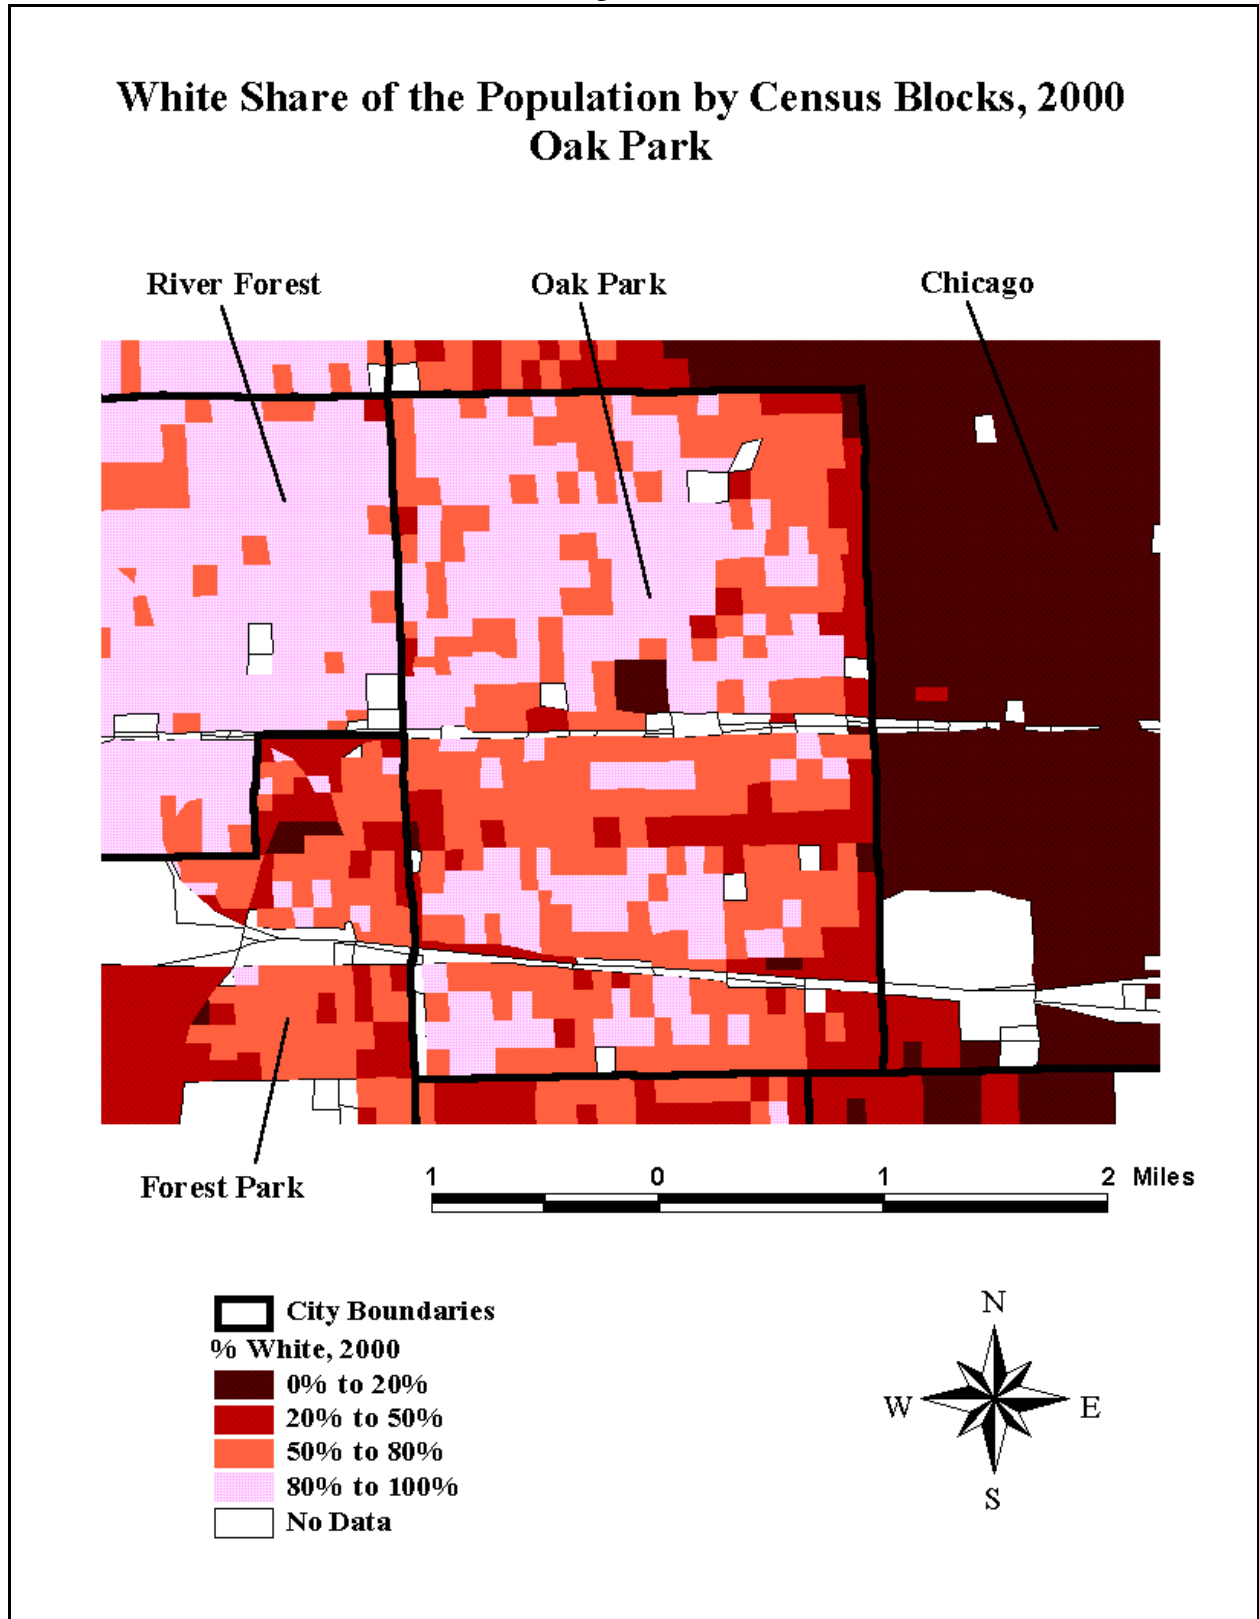 White Share of the Population by Census Blocks, 2000
Oak Park
River Forest
Oak Park
Chicago
Forest Park
1 0 1 2 Miles
City Boundaries
% White, 2000
0% to 20%
20% to 50%
50% to 80%
80% to 100%
No Data
N
W E
S